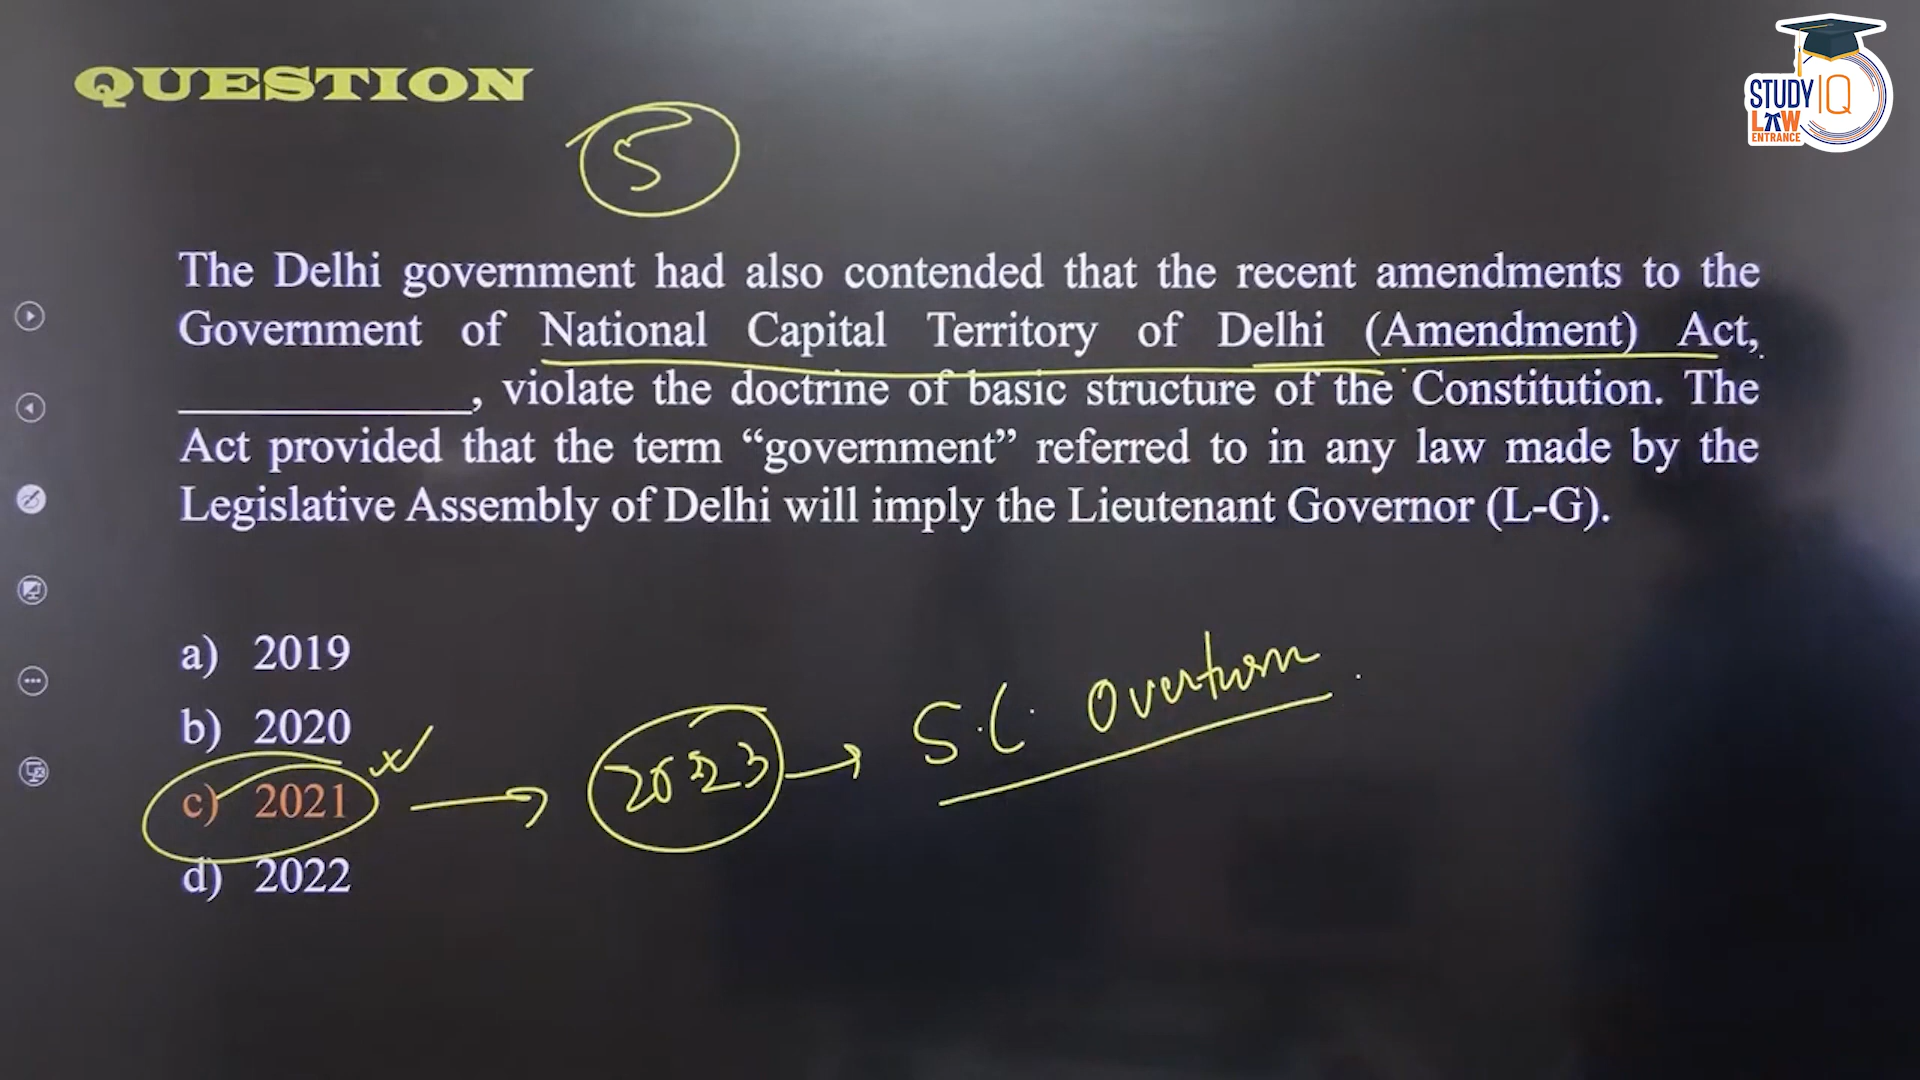 STUDY IQ
LAW
ENTRANCE
QUESTION
5
The Delhi government had also contended that the recent amendments to the
Government of National Capital Territory of Delhi (Amendment) Act,
____________, violate the doctrine of basic structure of the Constitution. The
Act provided that the term “government” referred to in any law made by the
Legislative Assembly of Delhi will imply the Lieutenant Governor (L-G).
a) 2019
b) 2020
c) 2021 → 2023 → S.C. Overturn
d) 2022